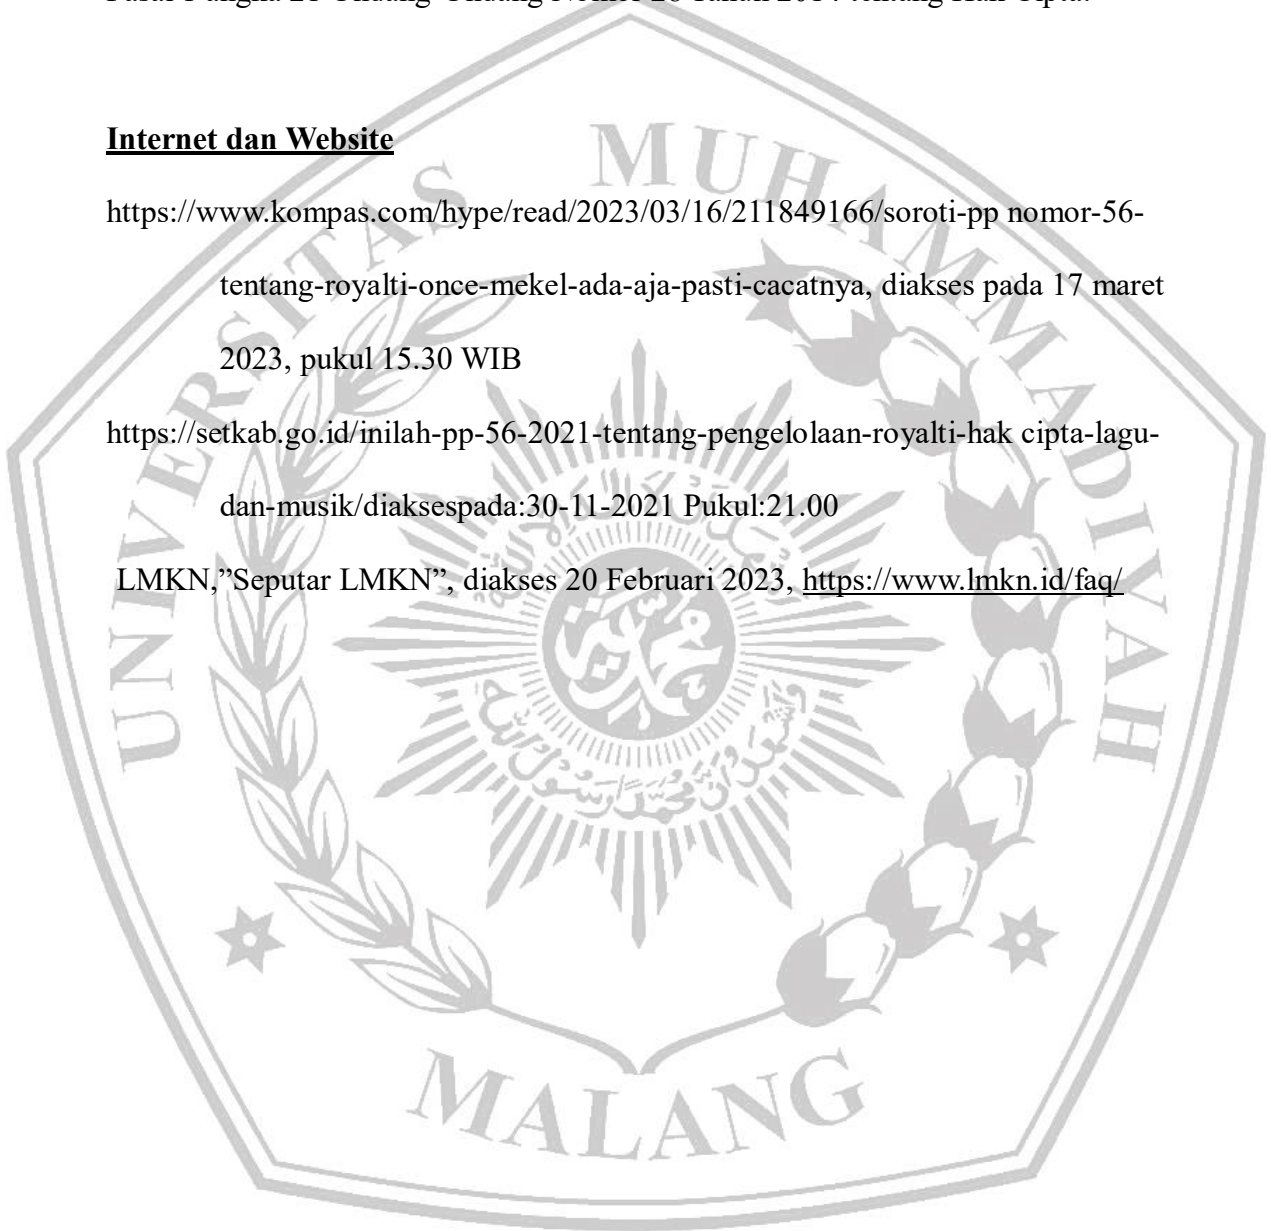 Internet dan Website
https://www.kompas.com/hype/read/2023/03/16/211849166/soroti-pp nomor-56-
tentang-royalti-once-mekel-ada-aja-pasti-cacatnya, diakses pada 17 maret
2023, pukul 15.30 WIB
https://setkab.go.id/inilah-pp-56-2021-tentang-pengelolaan-royalti-hak cipta-lagu-
dan-musik/diaksespada:30-11-2021 Pukul:21.00
LMKN,”Seputar LMKN”, diakses 20 Februari 2023, https://www.lmkn.id/faq/
UNIVERSITAS MUHAMMADIYAH
MALANG